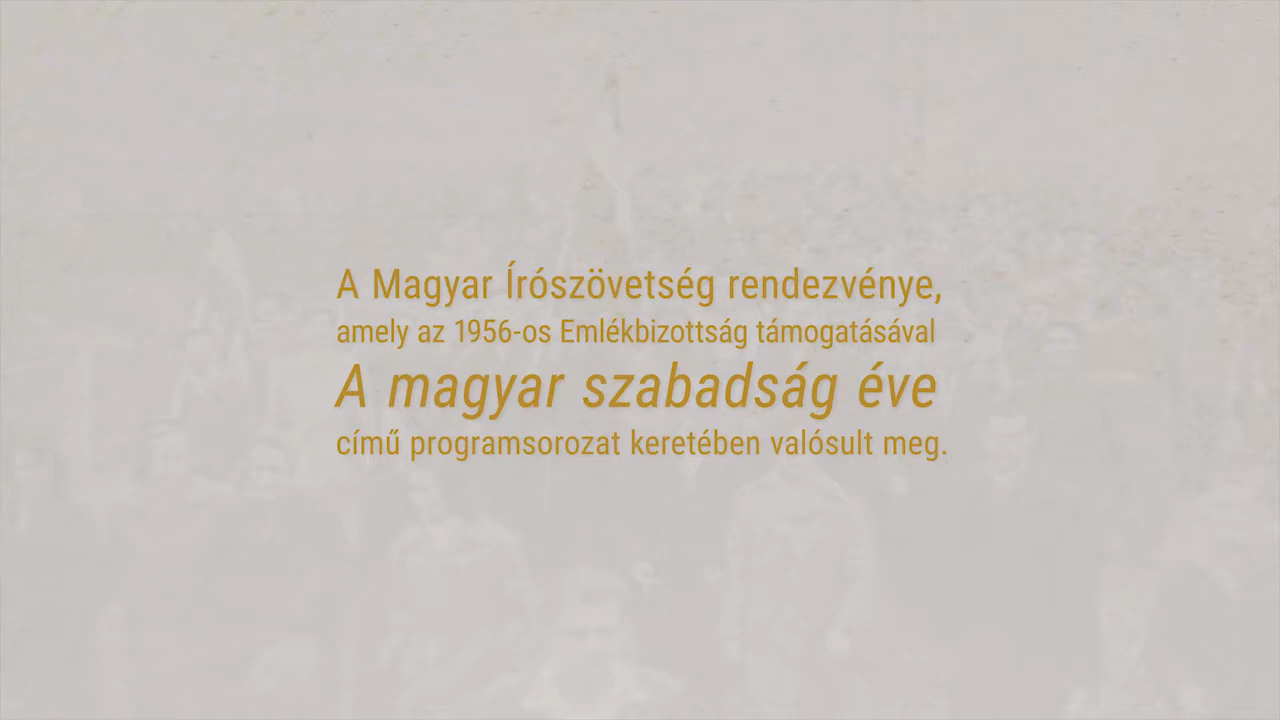 A Magyar Írószövetség rendezvénye,
amely az 1956-os Emlékbizottság támogatásával
A magyar szabadság éve
című programsorozat keretében valósult meg.